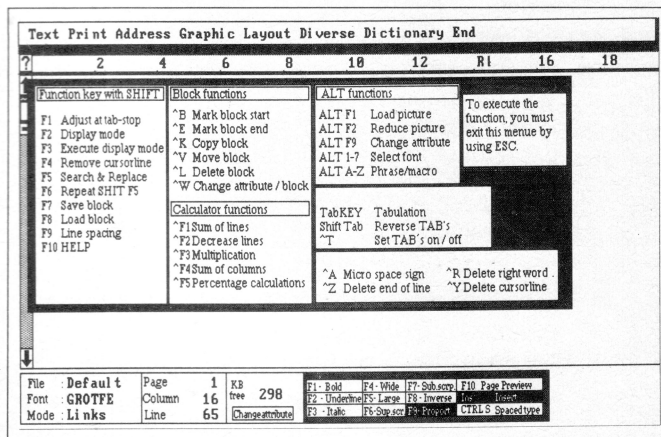 Text Print Address Graphic Layout Diverse Dictionary End
? 2 4 6 8 10 12 RI 16 18
Function key with SHIFT
F1 Adjust at tab-stop
F2 Display mode
F3 Execute display mode
F4 Remove cursorline
F5 Search & Replace
F6 Repeat SHIT F5
F7 Save block
F8 Load block
F9 Line spacing
F10 HELP
Block functions
^B Mark block start
^E Mark block end
^K Copy block
^V Move block
^L Delete block
^W Change attribute / block
Calculator functions
^F1 Sum of lines
^F2 Decrease lines
^F3 Multiplication
^F4 Sum of columns
^F5 Percentage calculations
ALT functions
ALT F1 Load picture
ALT F2 Reduce picture
ALT F9 Change attribute
ALT 1-7 Select font
ALT A-Z Phrase/macro
To execute the
function, you must
exit this menue by
using ESC.
TabKEY Tabulation
Shift Tab Reverse TAB's
^T Set TAB's on / off
^A Micro space sign ^R Delete right word .
^Z Delete end of line ^Y Delete cursorline
File : Default Page 1 KB
Font : GROTFE Column 16 free 298
Mode : Links Line 65 Changeattribute
F1 - Bold F4 - Wide F7- Sub.scrp. F10 Page Preview
F2 - Underline F5- Large F8 - Inverse Ins Insert
F3 - Italic F6-Sup.scr. F9- Proport. CTRL S Spaced type